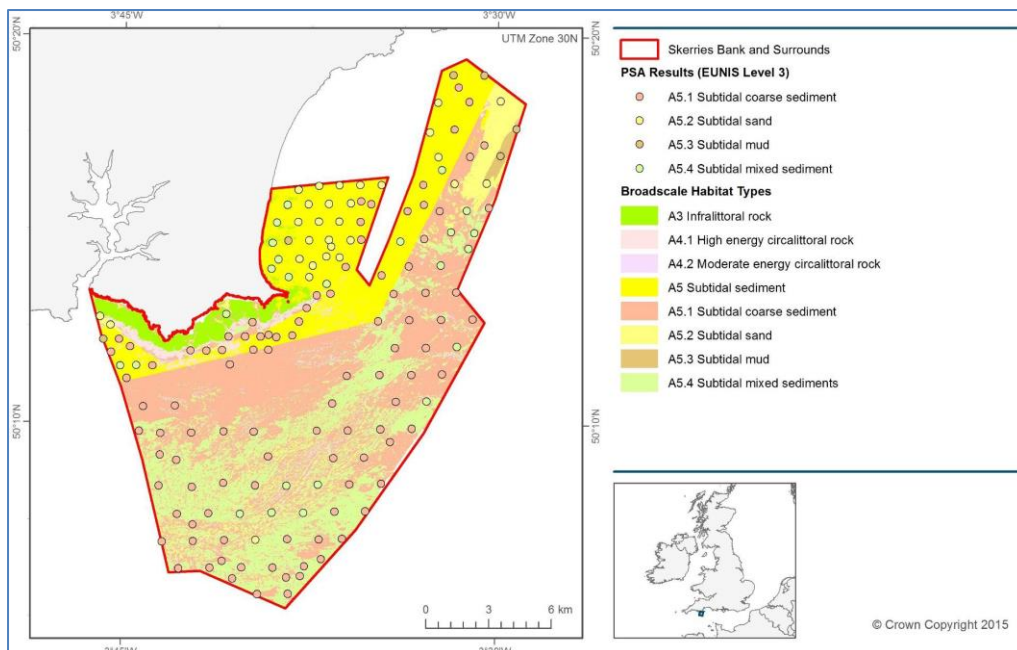 3°45'W
3°30'W
50°20'N
50°20'N
UTM Zone 30N
50°10'N
50°10'N
0 3 6 km
Skerries Bank and Surrounds
PSA Results (EUNIS Level 3)
A5.1 Subtidal coarse sediment
A5.2 Subtidal sand
A5.3 Subtidal mud
A5.4 Subtidal mixed sediment
Broadscale Habitat Types
A3 Infralittoral rock
A4.1 High energy circalittoral rock
A4.2 Moderate energy circalittoral rock
A5 Subtidal sediment
A5.1 Subtidal coarse sediment
A5.2 Subtidal sand
A5.3 Subtidal mud
A5.4 Subtidal mixed sediments
© Crown Copyright 2015